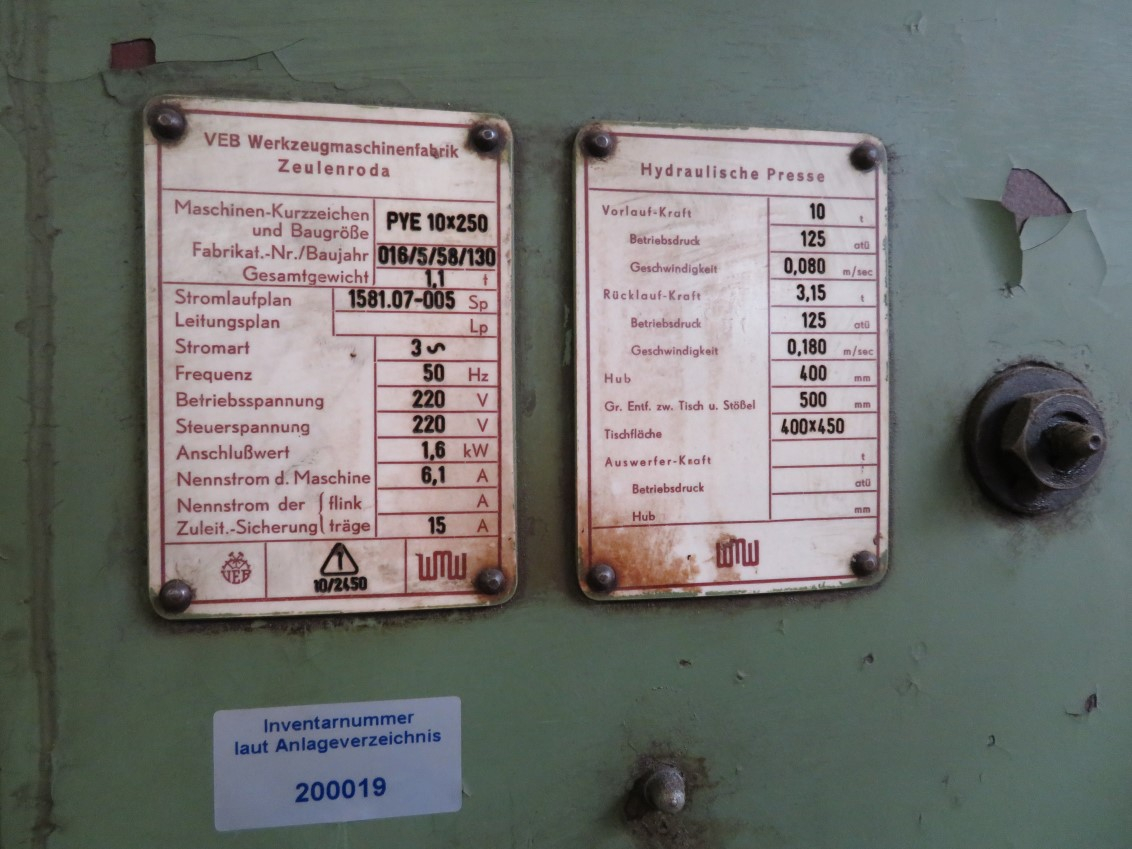 VEB Werkzeugmaschinenfabrik
Zeulenroda
Maschinen-Kurzzeichen
und Baugröße PYE 10x250
Fabrikat.-Nr./Baujahr 016/5/58/130
Gesamtgewicht 1,1 t
Stromlaufplan 1581.07-005 Sp
Leitungsplan Lp
Stromart 3 ∽
Frequenz 50 Hz
Betriebsspannung 220 V
Steuerspannung 220 V
Anschlußwert 1,6 kW
Nennstrom d. Maschine 6,1 A
Nennstrom der { flink A
Zuleit.-Sicherung träge 15 A
VEB
1
10/2450
WMW
Hydraulische Presse
Vorlauf-Kraft 10 t
Betriebsdruck 125 atü
Geschwindigkeit 0,080 m/sec
Rücklauf-Kraft 3,15 t
Betriebsdruck 125 atü
Geschwindigkeit 0,180 m/sec
Hub 400 mm
Gr. Entf. zw. Tisch u. Stößel 500 mm
Tischfläche 400x450
Auswerfer-Kraft t
Betriebsdruck atü
Hub mm
WMW
Inventarnummer
laut Anlageverzeichnis
200019